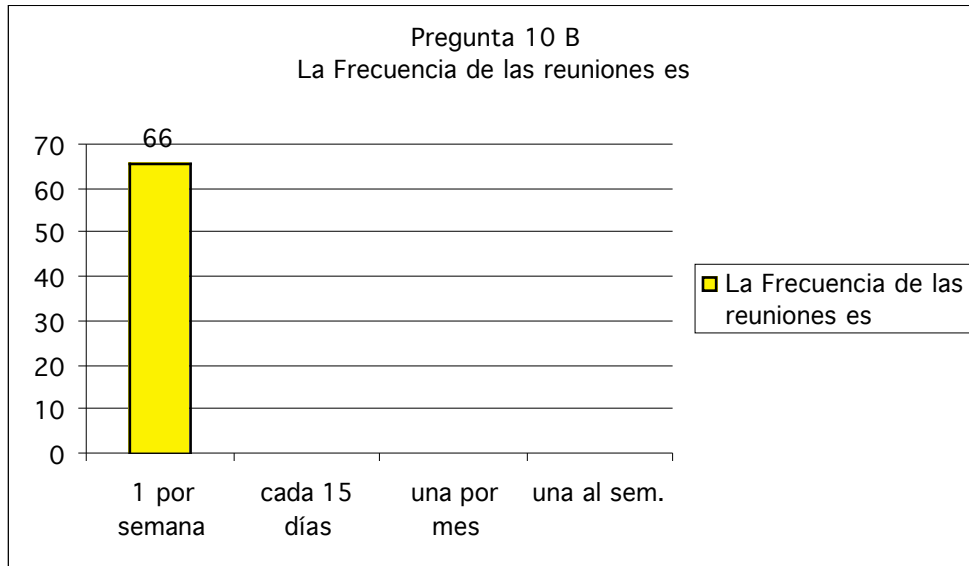 Pregunta 10 B
La Frecuencia de las reuniones es
66
70
60
50
40
30
20
10
0
1 por
semana
cada 15
días
una por
mes
una al sem.
La Frecuencia de las
reuniones es